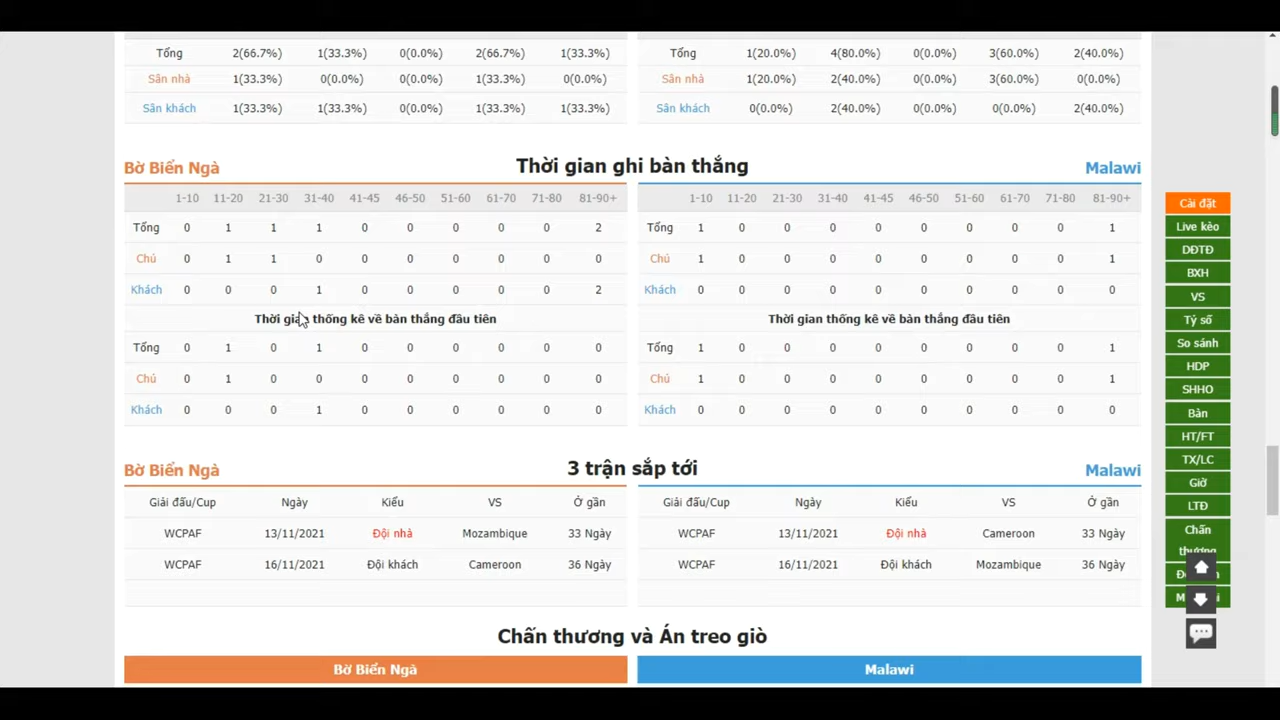 Tổng 2(66.7%) 1(33.3%) 0(0.0%) 2(66.7%) 1(33.3%)
Sân nhà 1(33.3%) 0(0.0%) 0(0.0%) 1(33.3%) 0(0.0%)
Sân khách 1(33.3%) 1(33.3%) 0(0.0%) 1(33.3%) 1(33.3%)
Tổng 1(20.0%) 4(80.0%) 0(0.0%) 3(60.0%) 2(40.0%)
Sân nhà 1(20.0%) 2(40.0%) 0(0.0%) 3(60.0%) 0(0.0%)
Sân khách 0(0.0%) 2(40.0%) 0(0.0%) 0(0.0%) 2(40.0%)
Bờ Biển Ngà Thời gian ghi bàn thắng Malawi
1-10 11-20 21-30 31-40 41-45 46-50 51-60 61-70 71-80 81-90+
Tổng 0 1 1 1 0 0 0 0 0 2
Chủ 0 1 1 0 0 0 0 0 0 0
Khách 0 0 0 1 0 0 0 0 0 2
Thời gian thống kê về bàn thắng đầu tiên
Tổng 0 1 0 1 0 0 0 0 0 0
Chủ 0 1 0 0 0 0 0 0 0 0
Khách 0 0 0 1 0 0 0 0 0 0
1-10 11-20 21-30 31-40 41-45 46-50 51-60 61-70 71-80 81-90+
Tổng 1 0 0 0 0 0 0 0 0 1
Chủ 1 0 0 0 0 0 0 0 0 1
Khách 0 0 0 0 0 0 0 0 0 0
Thời gian thống kê về bàn thắng đầu tiên
Tổng 1 0 0 0 0 0 0 0 0 1
Chủ 1 0 0 0 0 0 0 0 0 1
Khách 0 0 0 0 0 0 0 0 0 0
Bờ Biển Ngà 3 trận sắp tới Malawi
Giải đấu/Cup Ngày Kiểu VS Ở gần
WCPAF 13/11/2021 Đội nhà Mozambique 33 Ngày
WCPAF 16/11/2021 Đội khách Cameroon 36 Ngày
Giải đấu/Cup Ngày Kiểu VS Ở gần
WCPAF 13/11/2021 Đội nhà Cameroon 33 Ngày
WCPAF 16/11/2021 Đội khách Mozambique 36 Ngày
Chấn thương và Án treo giò
Bờ Biển Ngà Malawi
Cài đặt
Live kèo
DĐTĐ
BXH
VS
Tỷ số
So sánh
HDP
SHHO
Bàn
HT/FT
TX/LC
Giờ
LTĐ
Chấn
thương